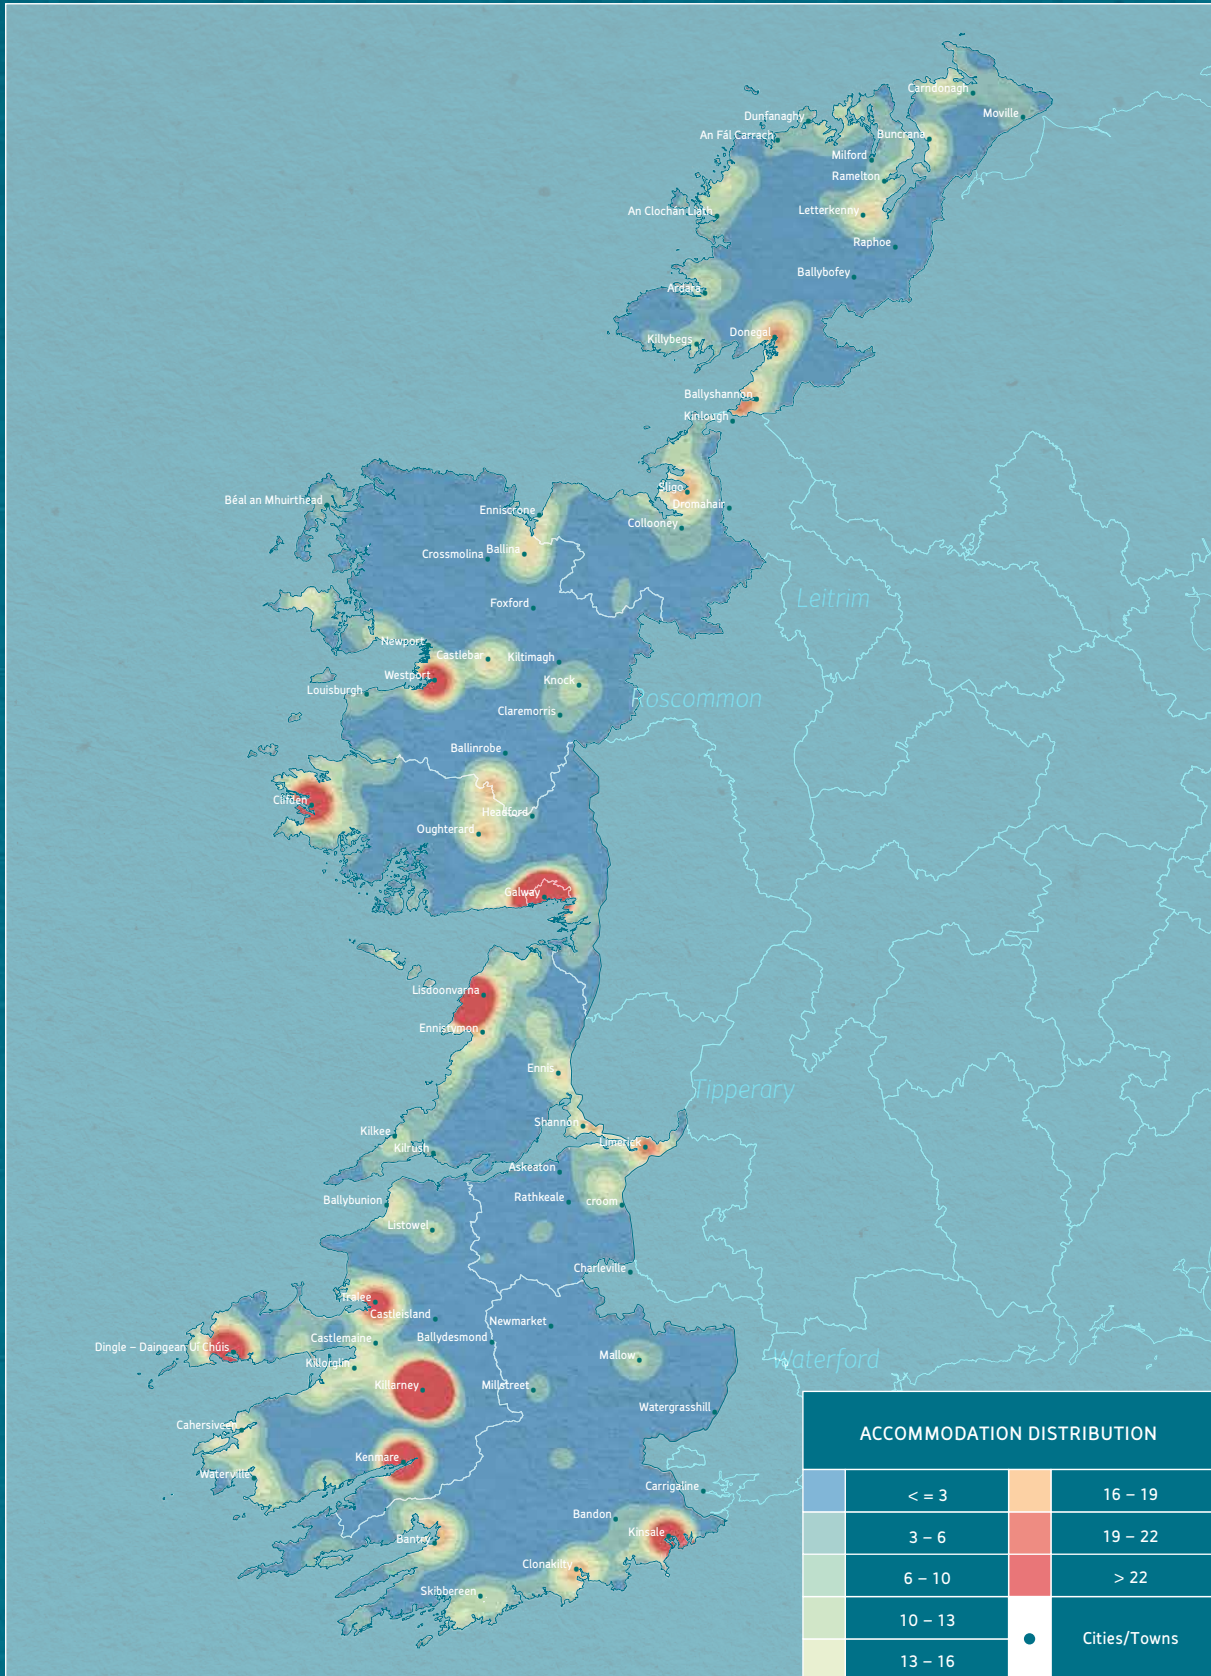 Carndonagh
Moville
Dunfanaghy
An Fál Carrach
Buncrana
Milford
Ramelton
An Clochán Liath
Letterkenny
Raphoe
Ballybofey
Ardara
Donegal
Killybegs
Ballyshannon
Kinlough
Sligo
Béal an Mhuirthead
Dromahair
Enniscrone
Collooney
Crossmolina
Ballina
Leitrim
Foxford
Newport
Castlebar
Kiltimagh
Westport
Knock
Louisburgh
Roscommon
Claremorris
Ballinrobe
Clifden
Headford
Oughterard
Galway
Lisdoonvarna
Ennistymon
Ennis
Tipperary
Shannon
Kilkee
Limerick
Kilrush
Askeaton
Rathkeale
Ballybunion
croom
Listowel
Charleville
Tralee
Castleisland
Newmarket
Castlemaine
Ballydesmond
Dingle – Daingean Uí Chúis
Mallow
Waterford
Killorglin
Killarney
Millstreet
Watergrasshill
Cahersiveen
Kenmare
Waterville
Carrigaline
Bandon
Kinsale
Bantry
Clonakilty
Skibbereen
ACCOMMODATION DISTRIBUTION
< = 3
16 – 19
3 – 6
19 – 22
6 – 10
> 22
10 – 13
Cities/Towns
13 – 16